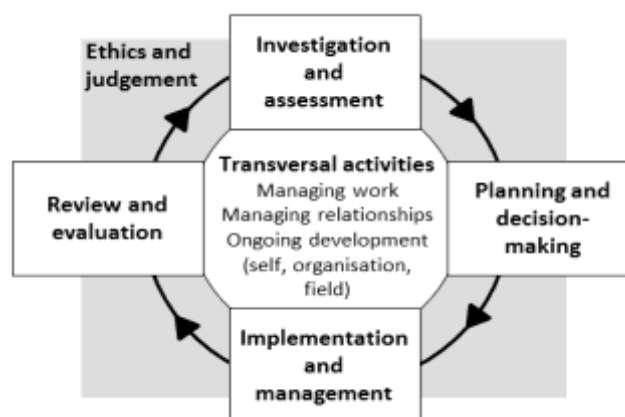 Ethics and
judgement
Investigation
and
assessment
Transversal activities
Managing work
Managing relationships
Ongoing development
(self, organisation,
field)
Planning and
decision-
making
Review and
evaluation
Implementation
and
management